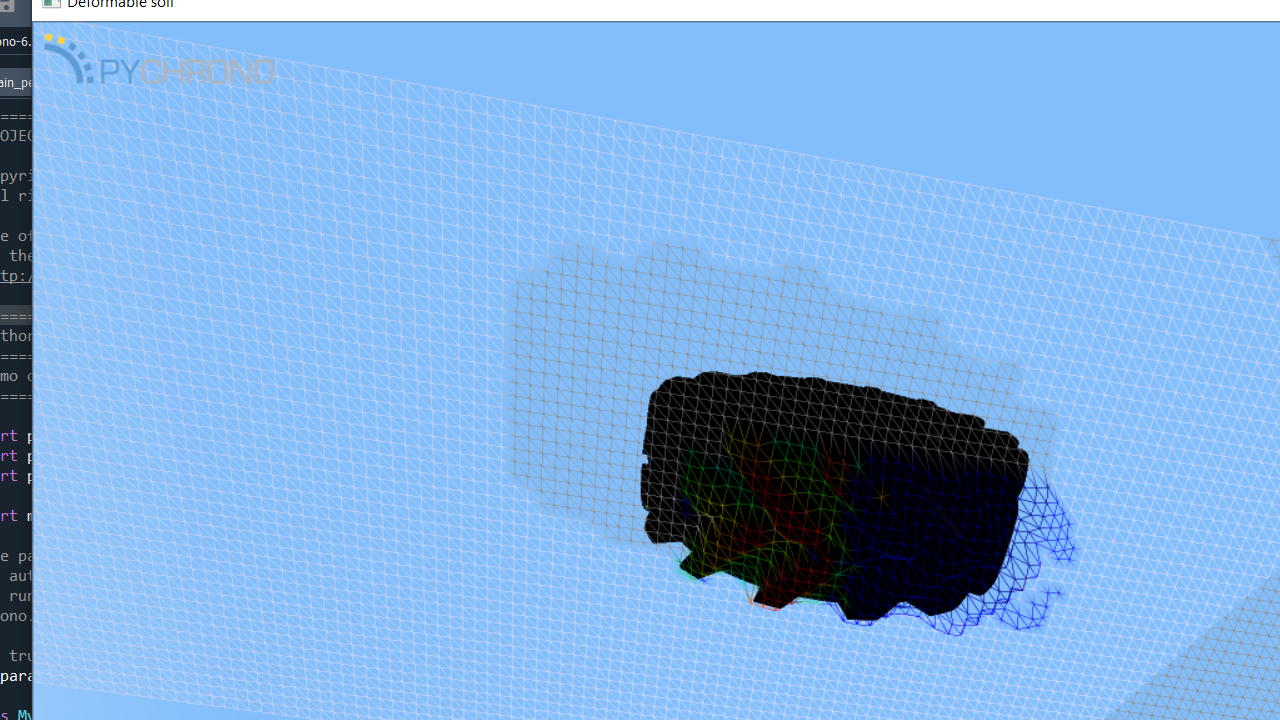 Deformable soil
PYCHRONO
ono-6.
ain_pe
====
OJEC
pyri
l ri
e of
the
tp:/
====
thor
====
mo
====
rt p
rt p
rt p
rt m
e pa
aut
run
ono.
tru
para
s My